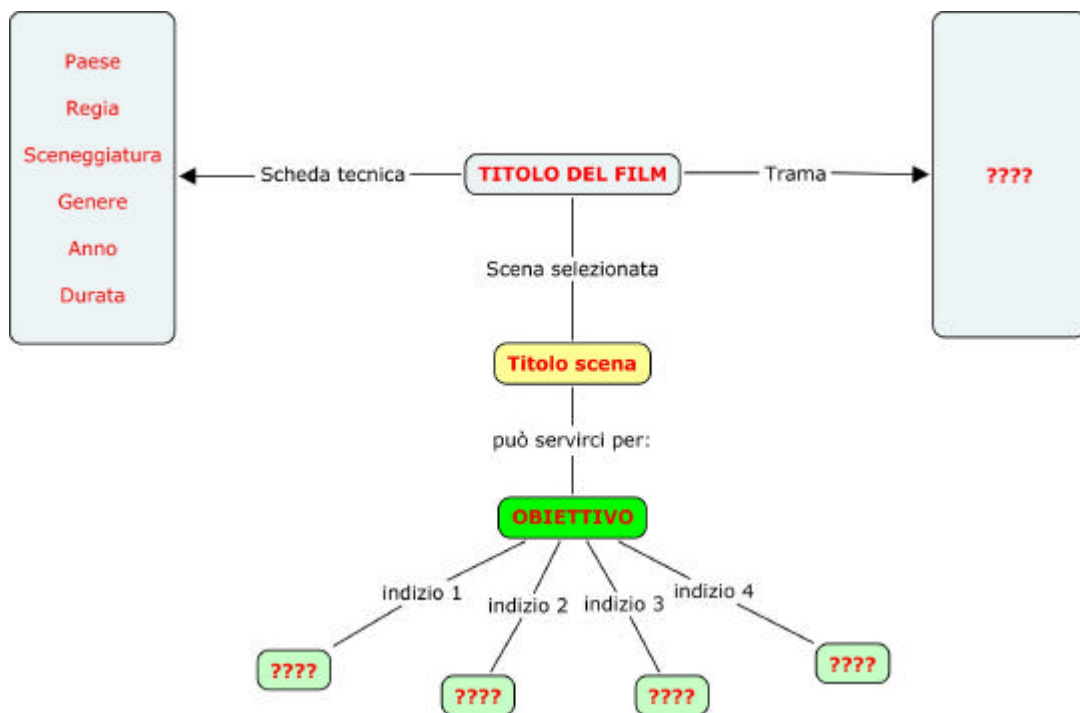 Paese
Regia
Sceneggiatura
Genere
Anno
Durata
Scheda tecnica
TITOLO DEL FILM
Trama
????
Scena selezionata
Titolo scena
può servirci per:
OBIETTIVO
indizio 1
indizio 2
indizio 3
indizio 4
????
????
????
????